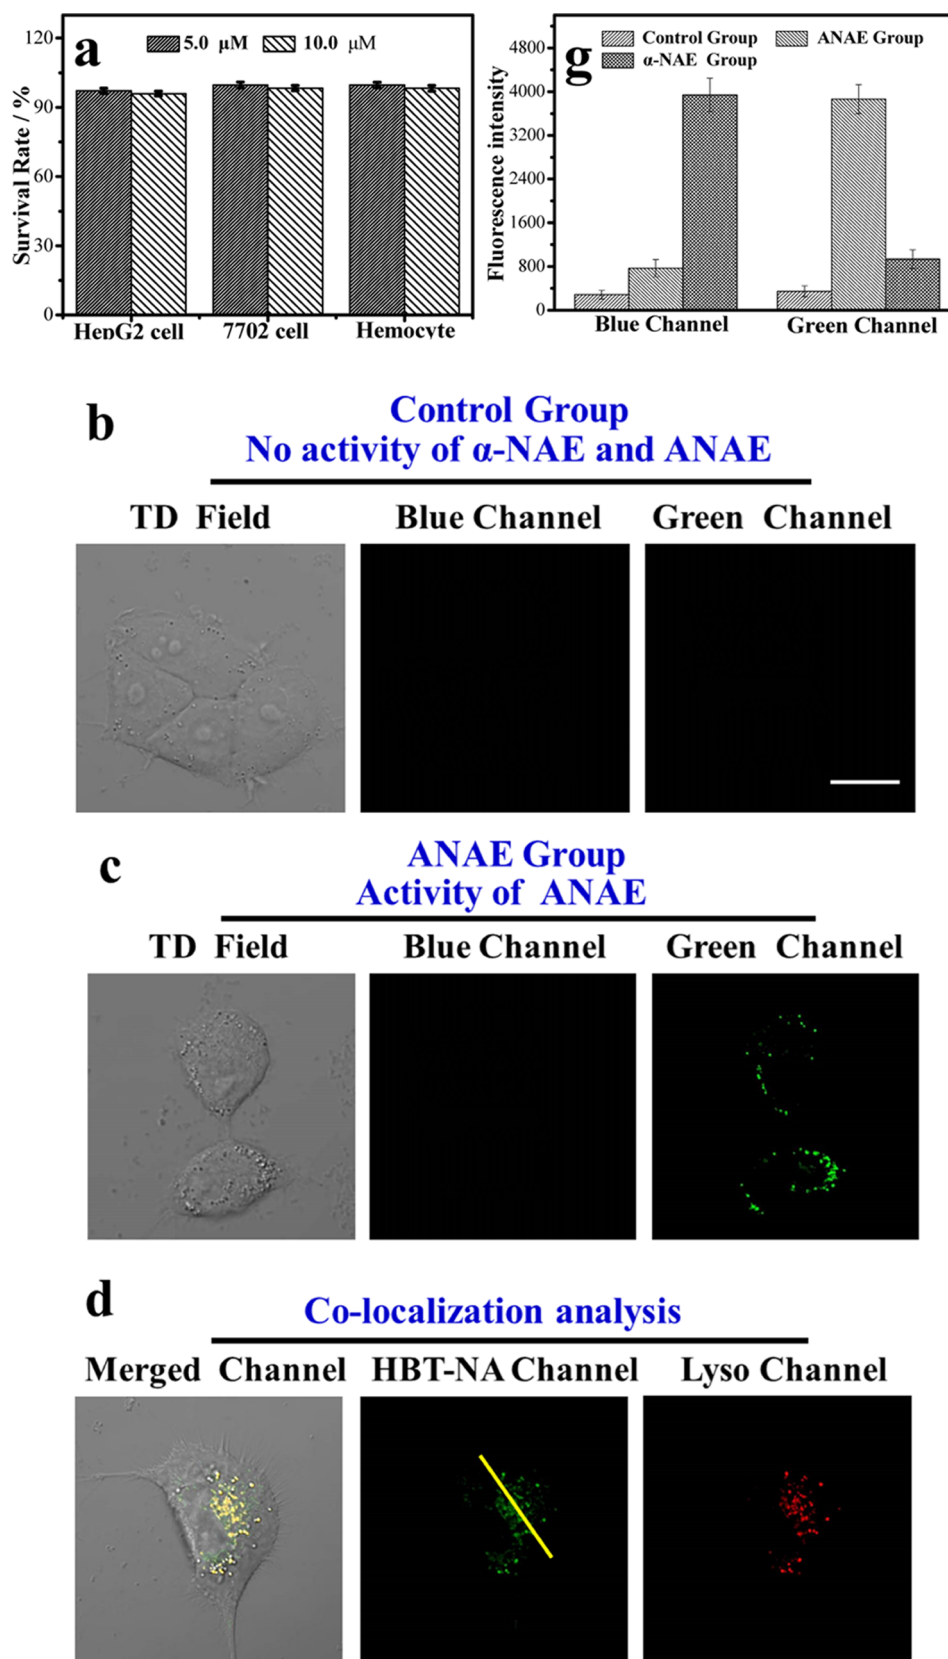 a
5.0 μM
10.0 μM
Survival Rate / %
120
90
60
30
0
HepG2 cell
7702 cell
Hemocyte
g
Control Group
ANAE Group
α-NAE Group
Fluorescence intensity
4800
4000
3200
2400
1600
800
0
Blue Channel
Green Channel
b
Control Group
No activity of α-NAE and ANAE
TD Field
Blue Channel
Green Channel
c
ANAE Group
Activity of ANAE
TD Field
Blue Channel
Green Channel
d
Co-localization analysis
Merged Channel
HBT-NA Channel
Lyso Channel